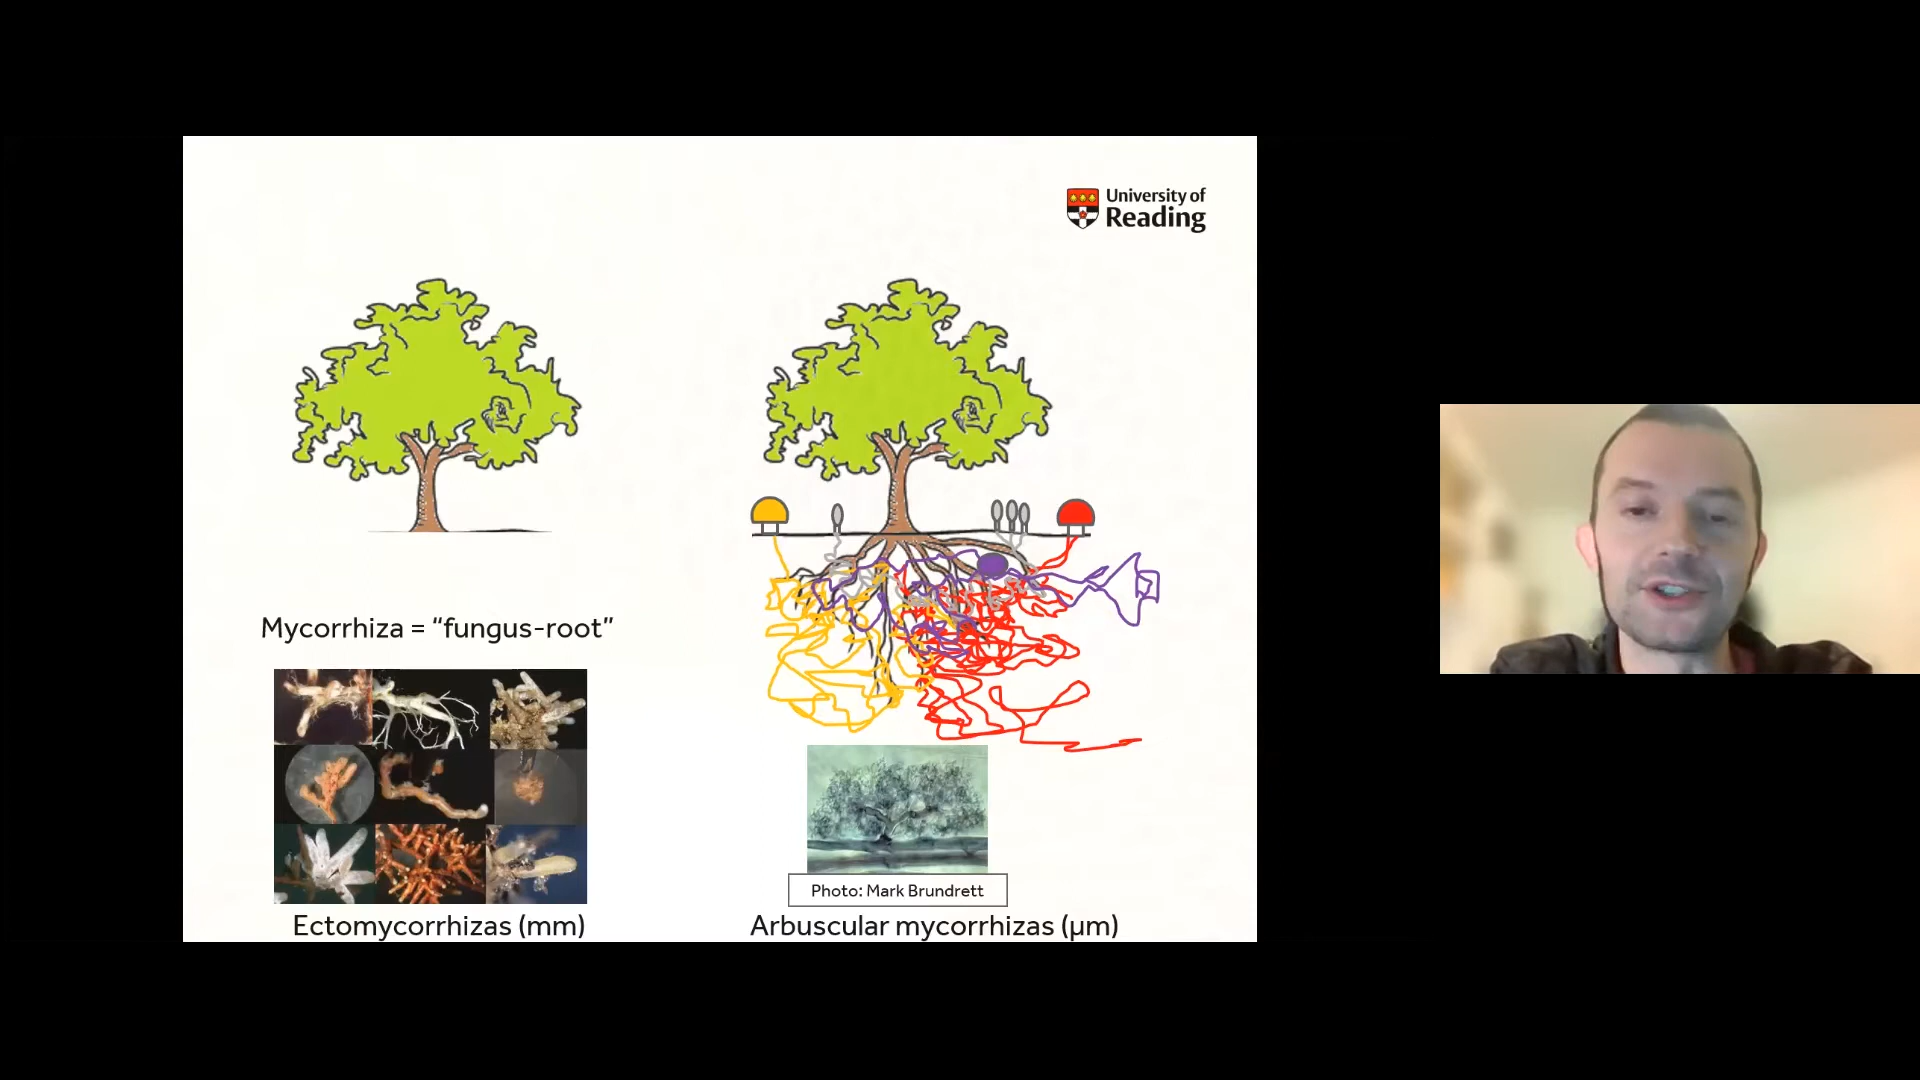 University of
Reading
Mycorrhiza = “fungus-root”
Photo: Mark Brundrett
Ectomycorrhizas (mm)
Arbuscular mycorrhizas (µm)